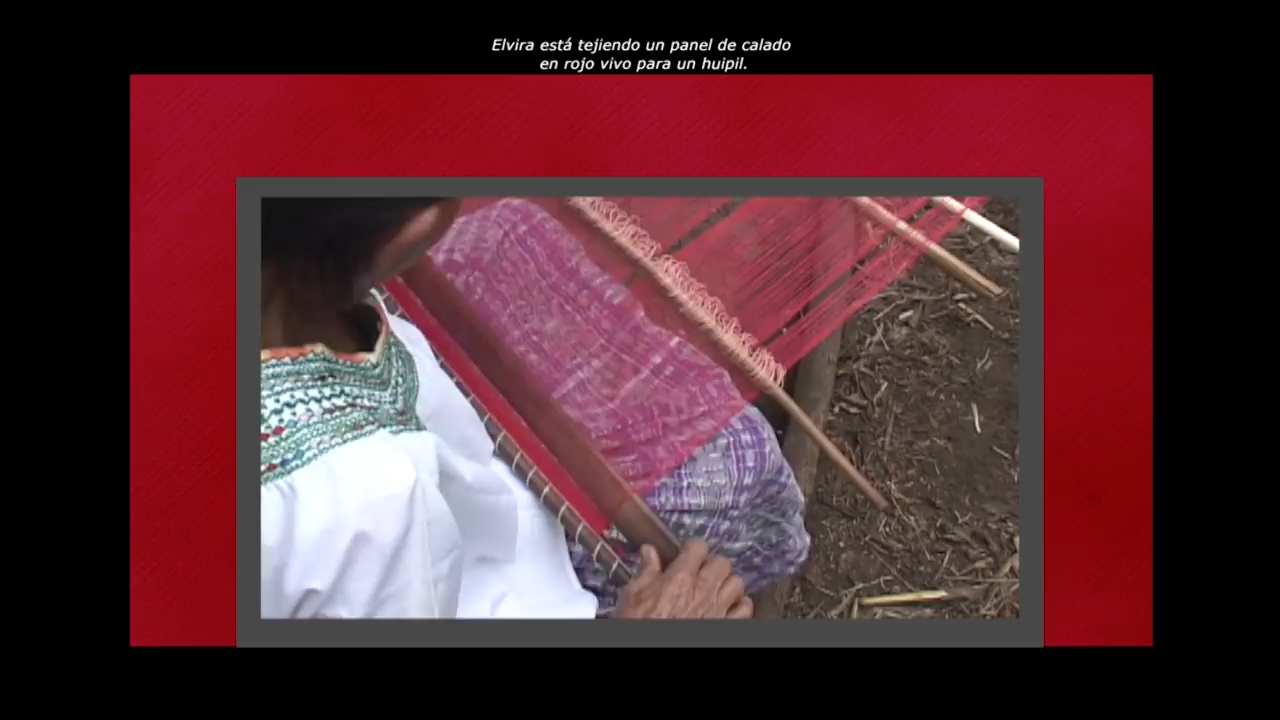 Elvira está tejiendo un panel de calado
en rojo vivo para un huipil.